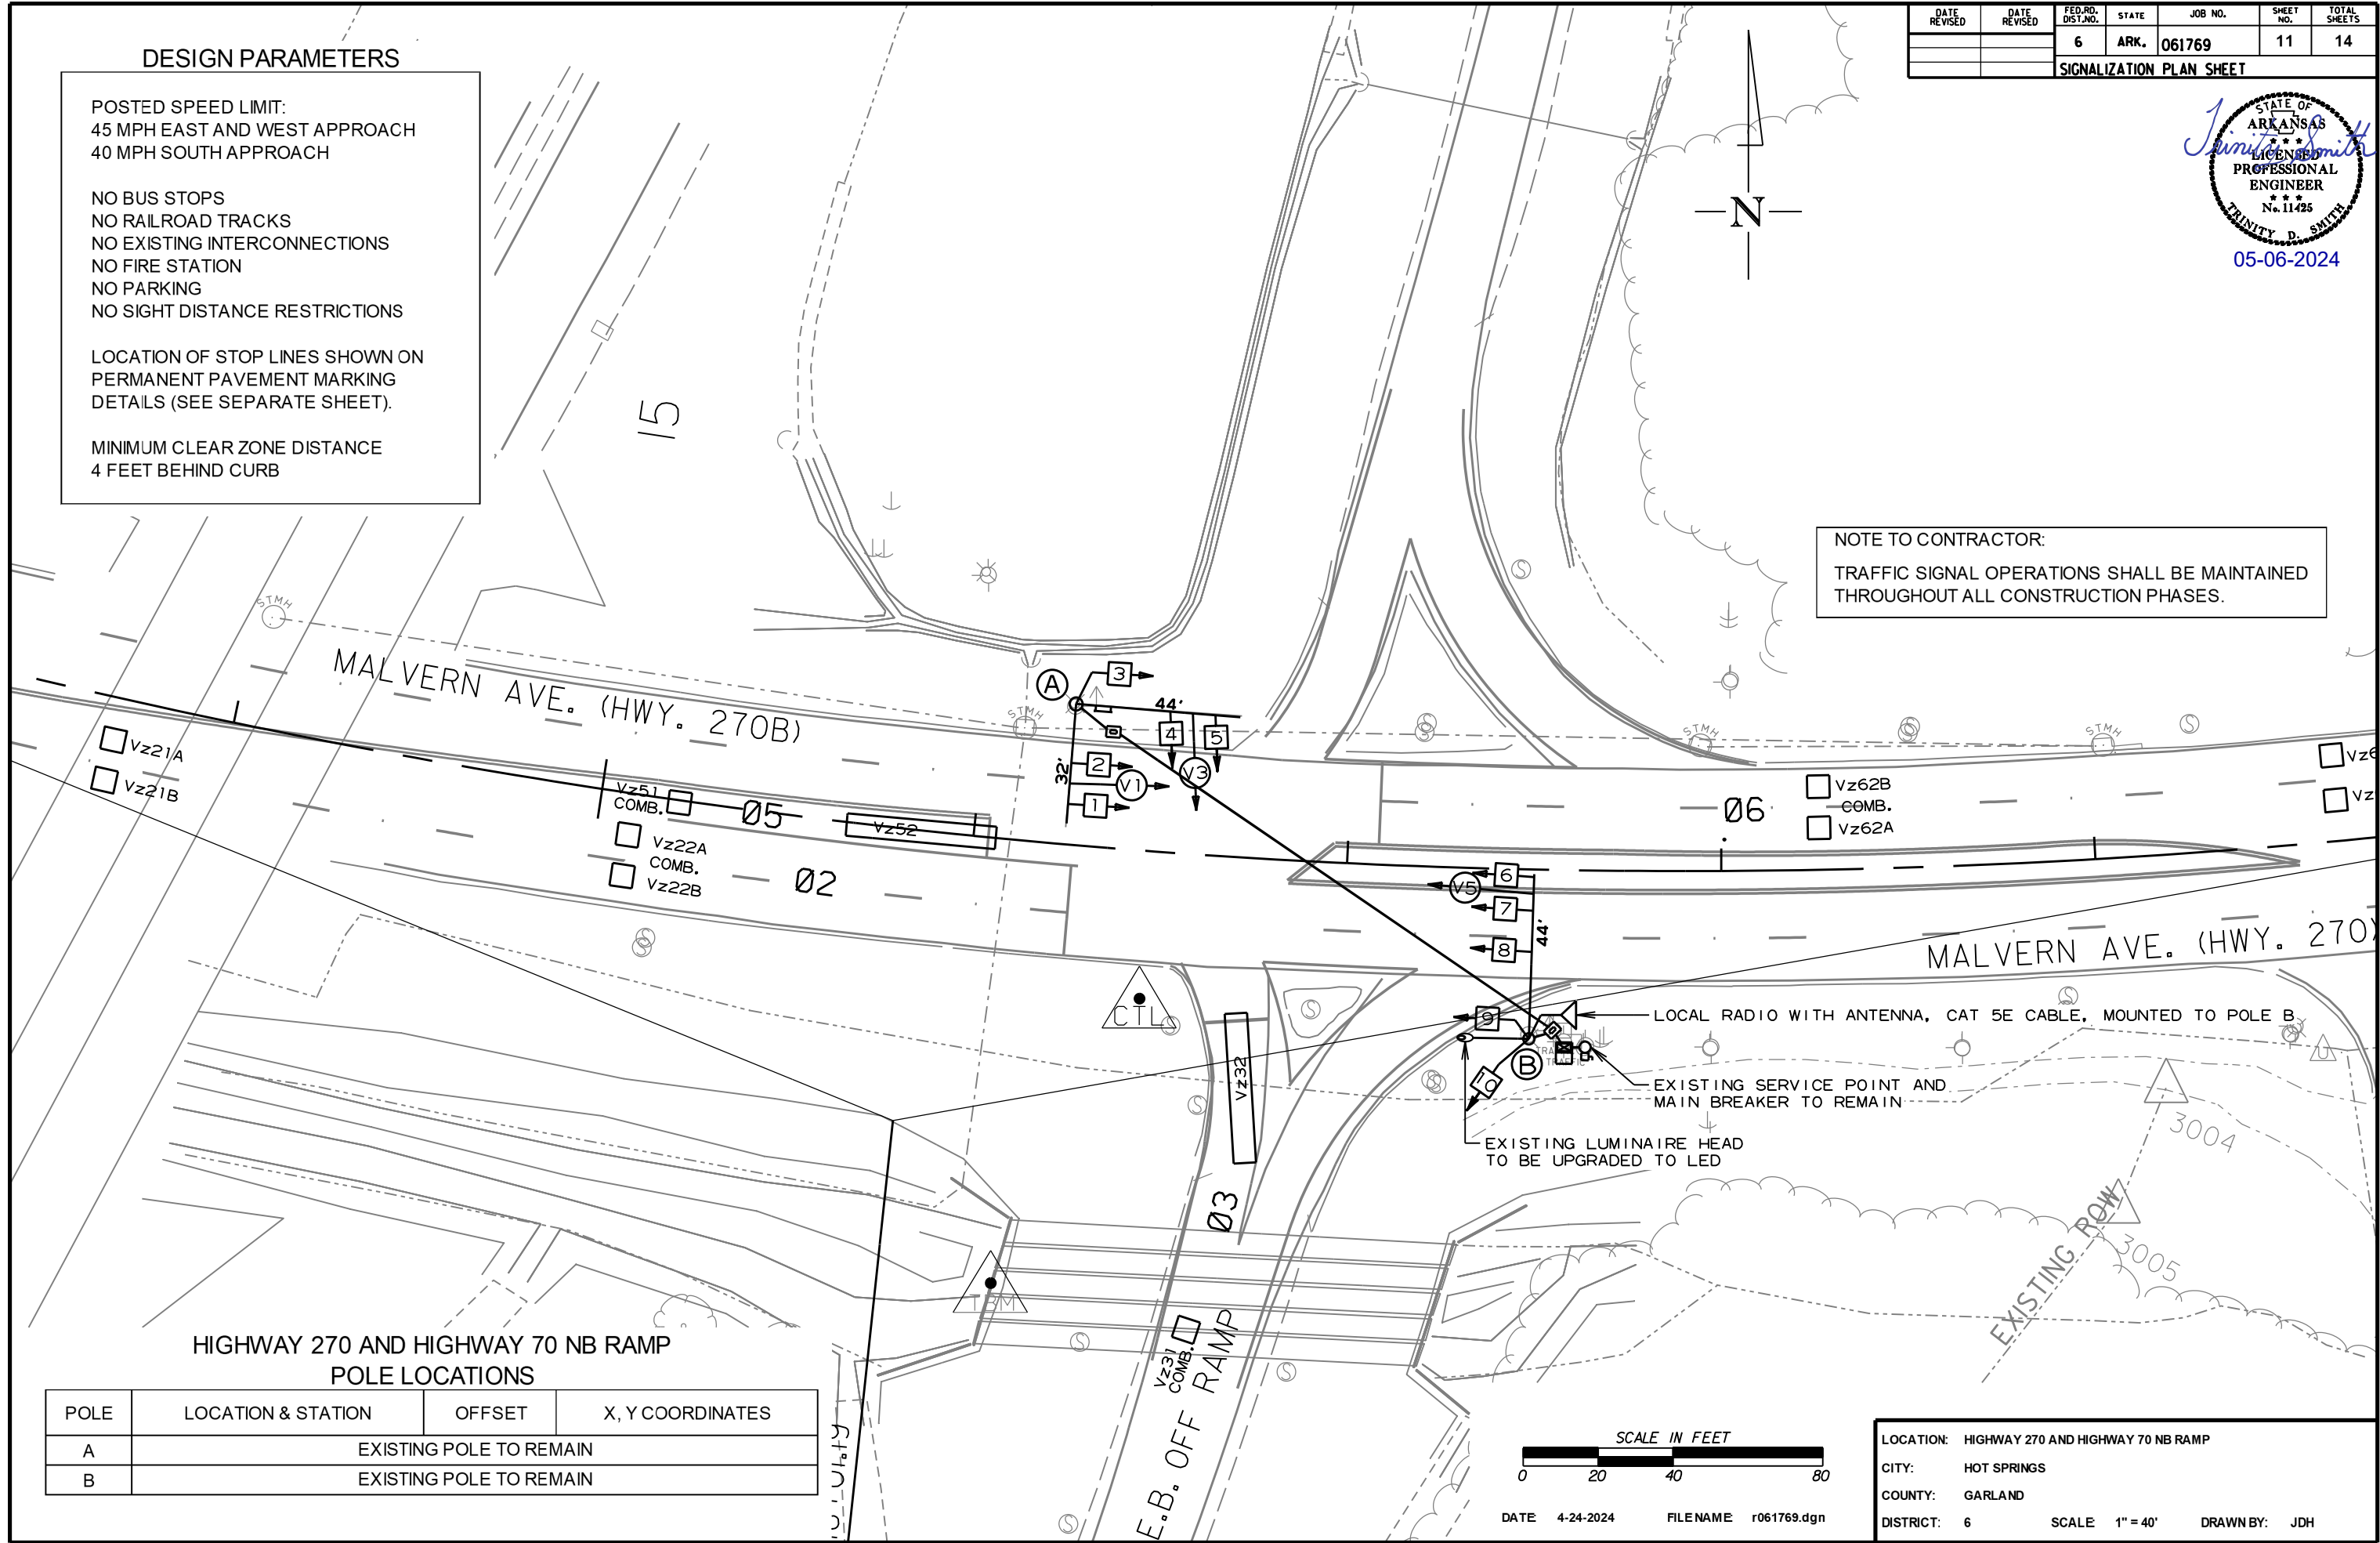 DATE REVISED
DATE REVISED
FED.RD. DIST.NO.
STATE
JOB NO.
SHEET NO.
TOTAL SHEETS
6
ARK.
061769
11
14
SIGNALIZATION PLAN SHEET
STATE OF
ARKANSAS
LICENSED
PROFESSIONAL
ENGINEER
No. 11425
TRINITY D. SMITH
Trinity Smith
05-06-2024
DESIGN PARAMETERS
POSTED SPEED LIMIT:
45 MPH EAST AND WEST APPROACH
40 MPH SOUTH APPROACH
NO BUS STOPS
NO RAILROAD TRACKS
NO EXISTING INTERCONNECTIONS
NO FIRE STATION
NO PARKING
NO SIGHT DISTANCE RESTRICTIONS
LOCATION OF STOP LINES SHOWN ON
PERMANENT PAVEMENT MARKING
DETAILS (SEE SEPARATE SHEET).
MINIMUM CLEAR ZONE DISTANCE
4 FEET BEHIND CURB
N
15
NOTE TO CONTRACTOR:
TRAFFIC SIGNAL OPERATIONS SHALL BE MAINTAINED
THROUGHOUT ALL CONSTRUCTION PHASES.
STMH
STMH
STMH
STMH
MALVERN AVE. (HWY. 270B)
A
3
44'
4
5
2
32'
V1
V3
1
Vz21A
Vz21B
Vz51
COMB.
Ø5
Vz52
Vz22A
COMB.
Vz22B
Ø2
Vz62B
COMB.
Vz62A
Ø6
Vz6
Vz
6
V5
7
8
44'
MALVERN AVE. (HWY. 270)
CTL
9
10
B
Vz32
LOCAL RADIO WITH ANTENNA, CAT 5E CABLE, MOUNTED TO POLE B
EXISTING SERVICE POINT AND
MAIN BREAKER TO REMAIN
EXISTING LUMINAIRE HEAD
TO BE UPGRADED TO LED
U
3004
3005
EXISTING ROW
Ø3
TBM
Vz31
COMB.
E.B. OFF RAMP
HIGHWAY 270 AND HIGHWAY 70 NB RAMP
POLE LOCATIONS
POLE
LOCATION & STATION
OFFSET
X, Y COORDINATES
A
EXISTING POLE TO REMAIN
B
EXISTING POLE TO REMAIN
SCALE IN FEET
0 20 40 80
DATE: 4-24-2024
FILENAME: r061769.dgn
LOCATION: HIGHWAY 270 AND HIGHWAY 70 NB RAMP
CITY: HOT SPRINGS
COUNTY: GARLAND
DISTRICT: 6
SCALE: 1" = 40'
DRAWN BY: JDH